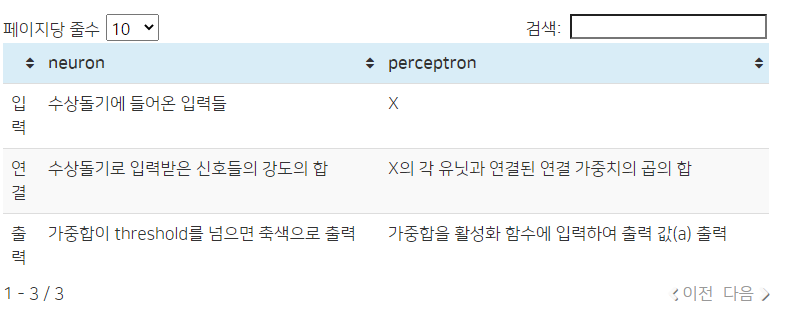 페이지당 줄수 10 검색:
neuron perceptron
입력 수상돌기에 들어온 입력들 X
연결 수상돌기로 입력받은 신호들의 강도의 합 X의 각 유닛과 연결된 연결 가중치의 곱의 합
출력 가중합이 threshold를 넘으면 축색으로 출력 가중합을 활성화 함수에 입력하여 출력 값(a) 출력
1 - 3 / 3 이전 다음